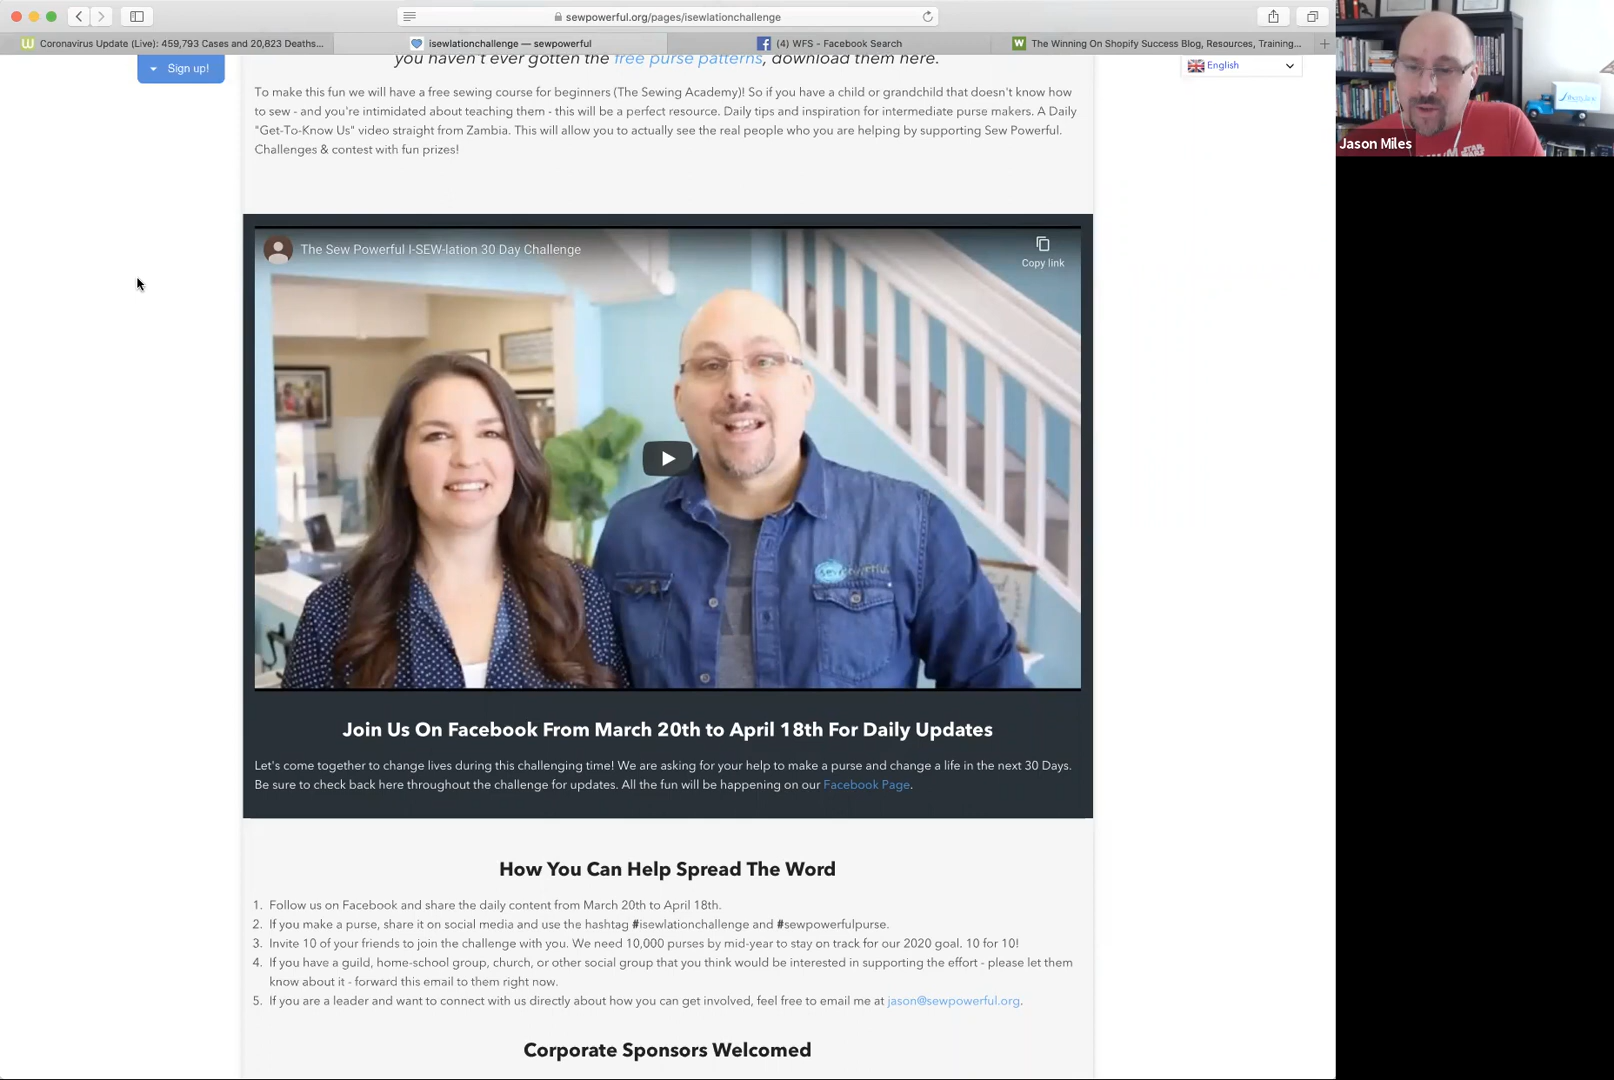 sewpowerful.org/pages/isewlationchallenge
Coronavirus Update (Live): 459,793 Cases and 20,823 Deaths...
isewlationchallenge — sewpowerful
(4) WFS - Facebook Search
The Winning On Shopify Success Blog, Resources, Training...
Sign up!
you haven't ever gotten the free purse patterns, download them here.
English
To make this fun we will have a free sewing course for beginners (The Sewing Academy)! So if you have a child or grandchild that doesn't know how
to sew - and you're intimidated about teaching them - this will be a perfect resource. Daily tips and inspiration for intermediate purse makers. A Daily
"Get-To-Know Us" video straight from Zambia. This will allow you to actually see the real people who you are helping by supporting Sew Powerful.
Challenges & contest with fun prizes!
Jason Miles
STAR
WARS
The Sew Powerful I-SEW-lation 30 Day Challenge
Copy link
sewpowerful
Join Us On Facebook From March 20th to April 18th For Daily Updates
Let's come together to change lives during this challenging time! We are asking for your help to make a purse and change a life in the next 30 Days.
Be sure to check back here throughout the challenge for updates. All the fun will be happening on our Facebook Page.
How You Can Help Spread The Word
1. Follow us on Facebook and share the daily content from March 20th to April 18th.
2. If you make a purse, share it on social media and use the hashtag #isewlationchallenge and #sewpowerfulpurse.
3. Invite 10 of your friends to join the challenge with you. We need 10,000 purses by mid-year to stay on track for our 2020 goal. 10 for 10!
4. If you have a guild, home-school group, church, or other social group that you think would be interested in supporting the effort - please let them
know about it - forward this email to them right now.
5. If you are a leader and want to connect with us directly about how you can get involved, feel free to email me at jason@sewpowerful.org.
Corporate Sponsors Welcomed